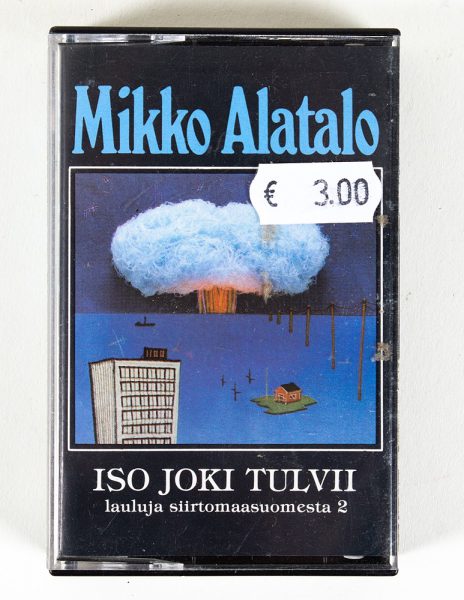 Mikko Alatalo
€ 3.00
ISO JOKI TULVII
lauluja siirtomaasuomesta 2